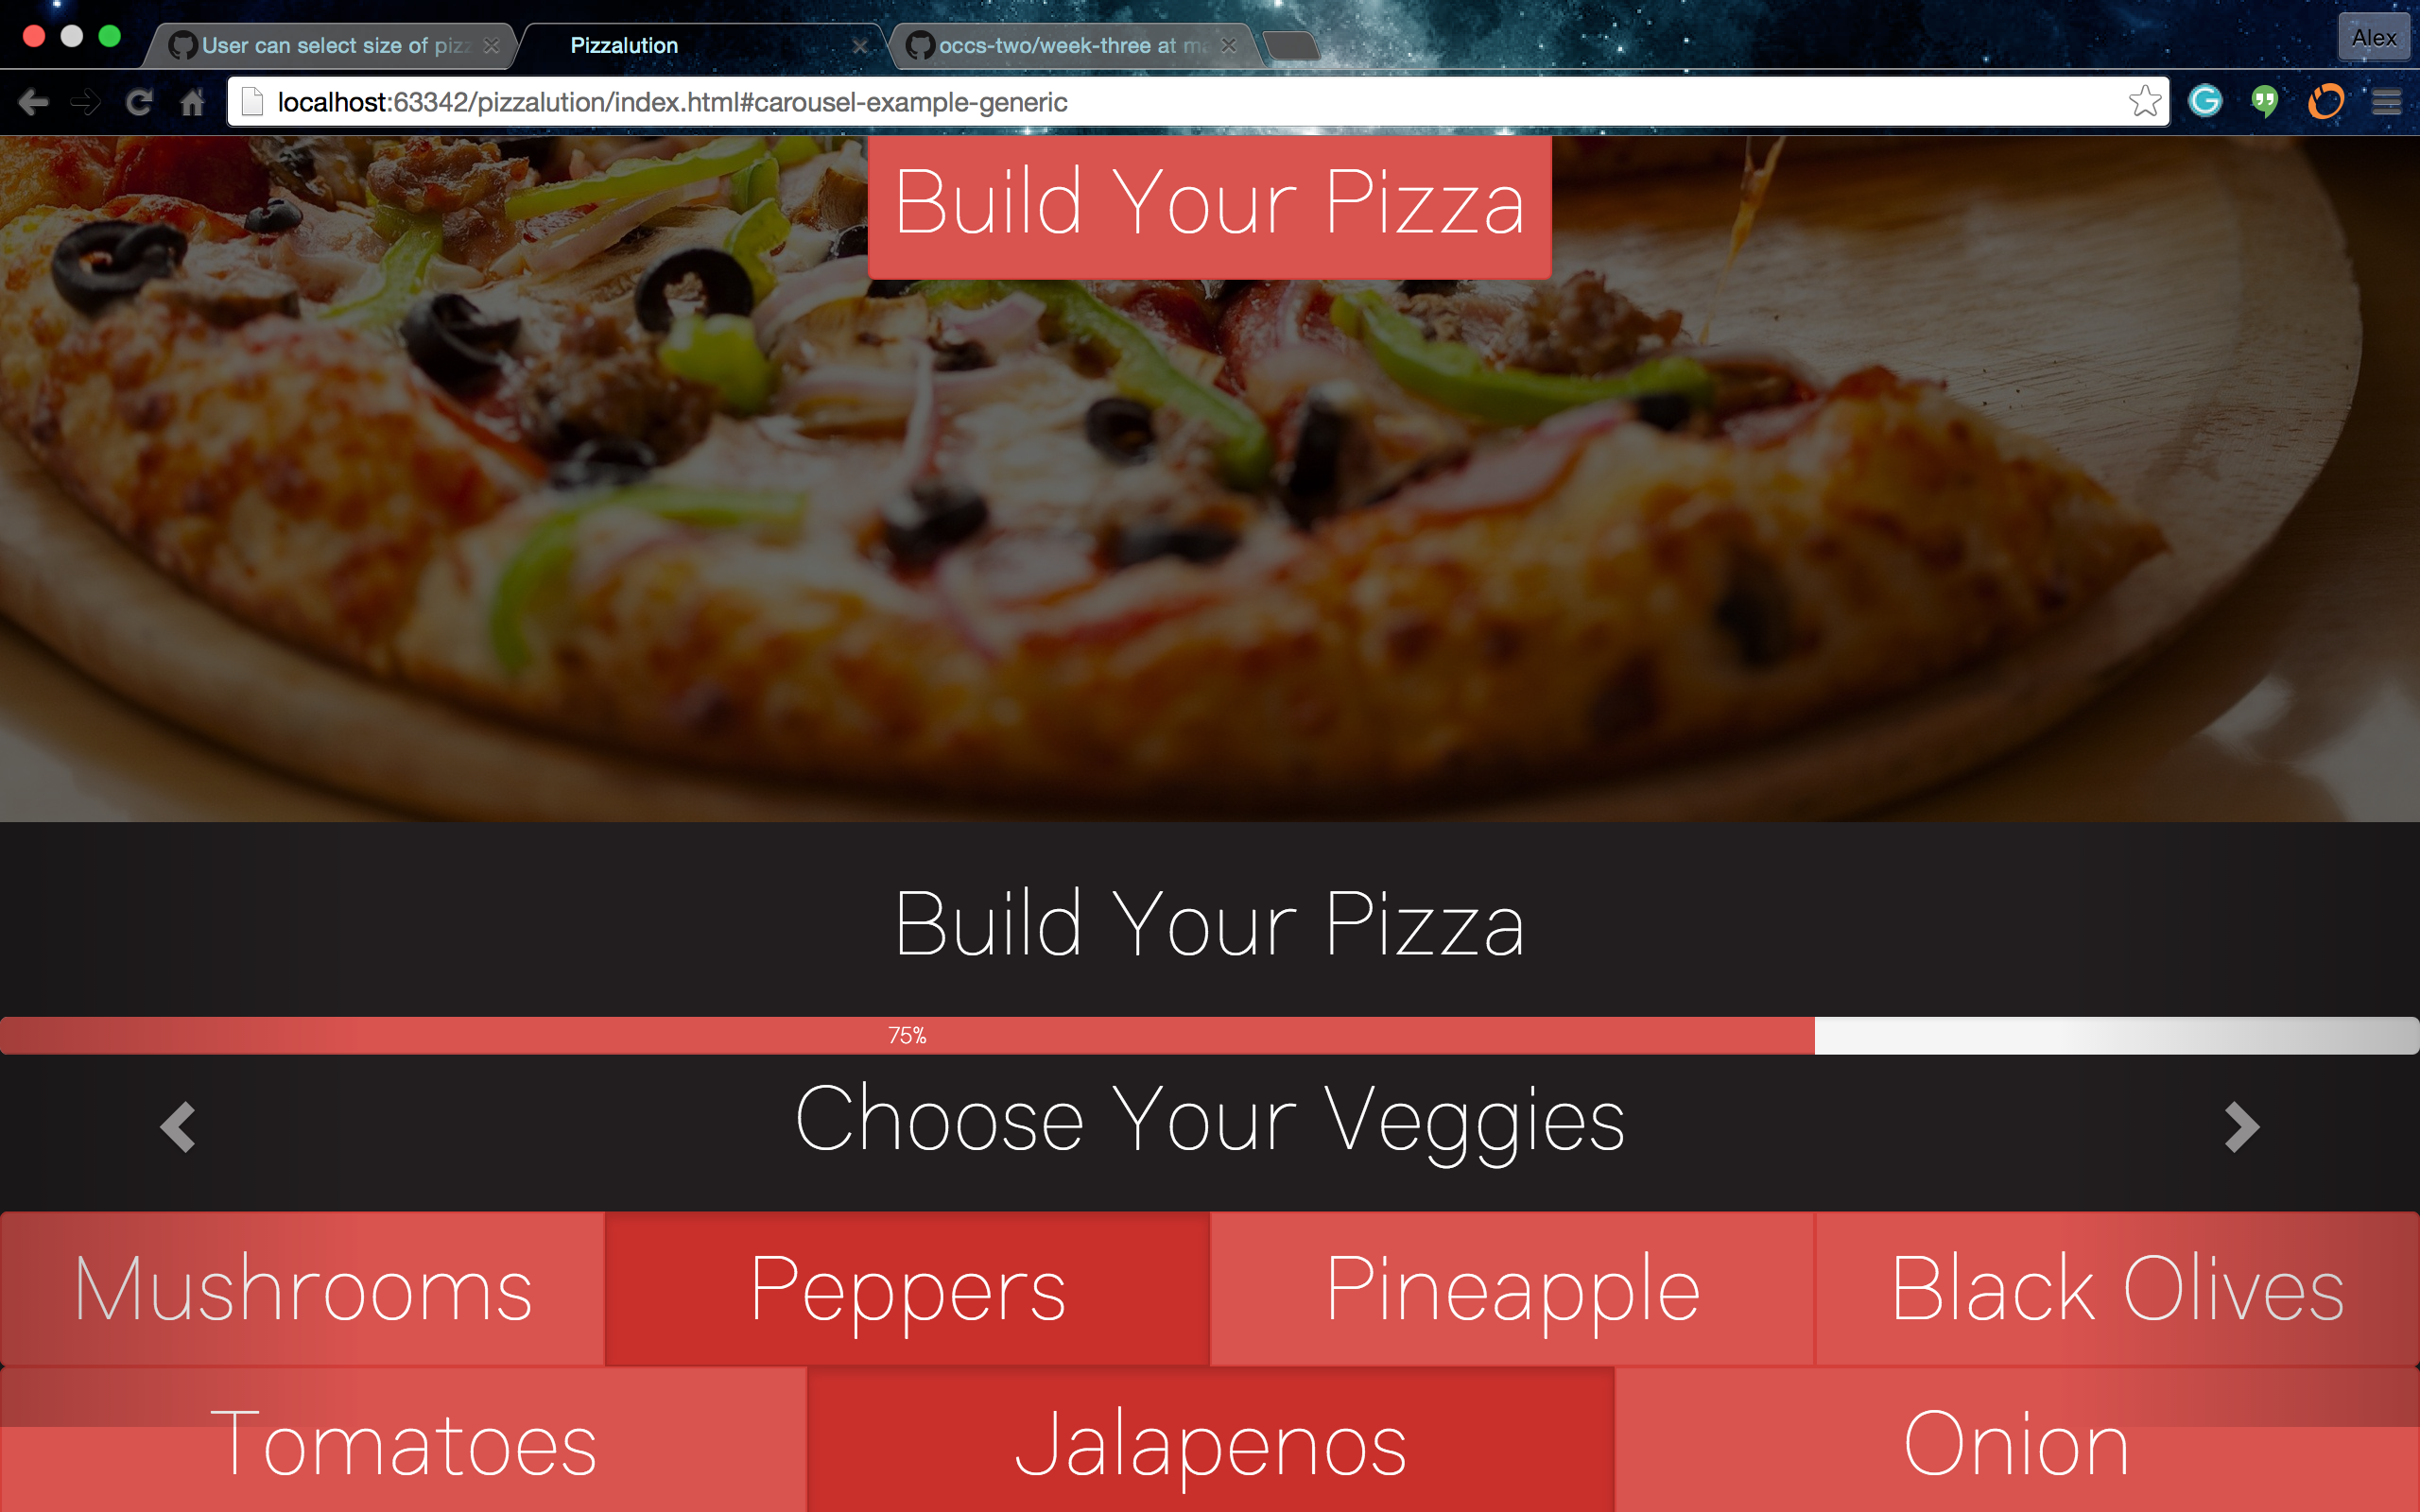 User can select size of pizz
Pizzalution
occs-two/week-three at ma
Alex
localhost:63342/pizzalution/index.html#carousel-example-generic
Build Your Pizza
Build Your Pizza
75%
Choose Your Veggies
Mushrooms Peppers Pineapple Black Olives
Tomatoes Jalapenos Onion